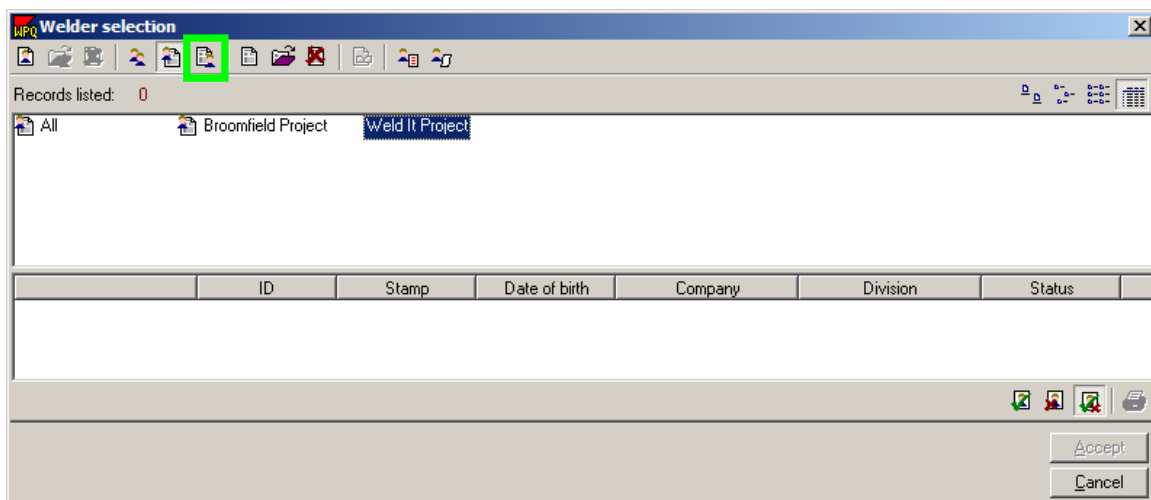 WPQ Welder selection
Records listed: 0
All Broomfield Project Weld It Project
ID Stamp Date of birth Company Division Status
Accept
Cancel